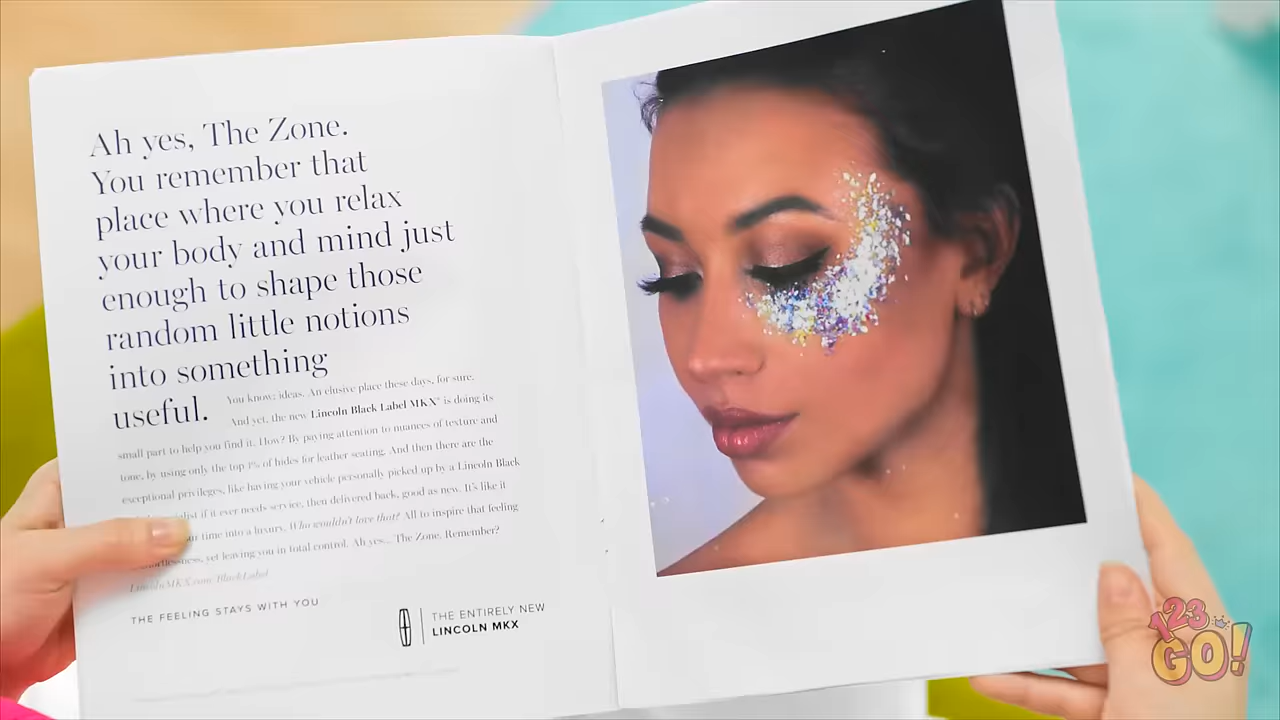 Ah yes, The Zone.
You remember that
place where you relax
your body and mind just
enough to shape those
random little notions
into something
useful. You know: ideas. An elusive place these days, for sure.
And yet, the new Lincoln Black Label MKX® is doing its
small part to help you find it. How? By paying attention to nuances of texture and
tone, by using only the top 1% of hides for leather seating. And then there are the
exceptional privileges, like having your vehicle personally picked up by a Lincoln Black
if it ever needs service, then delivered back, good as new. It's like it
time into a luxury. Who wouldn't love that? All to inspire that feeling
yet leaving you in total control. Ah yes... The Zone. Remember?
LincolnMKX.com/BlackLabel
THE FEELING STAYS WITH YOU
THE ENTIRELY NEW
LINCOLN MKX
123
GO!